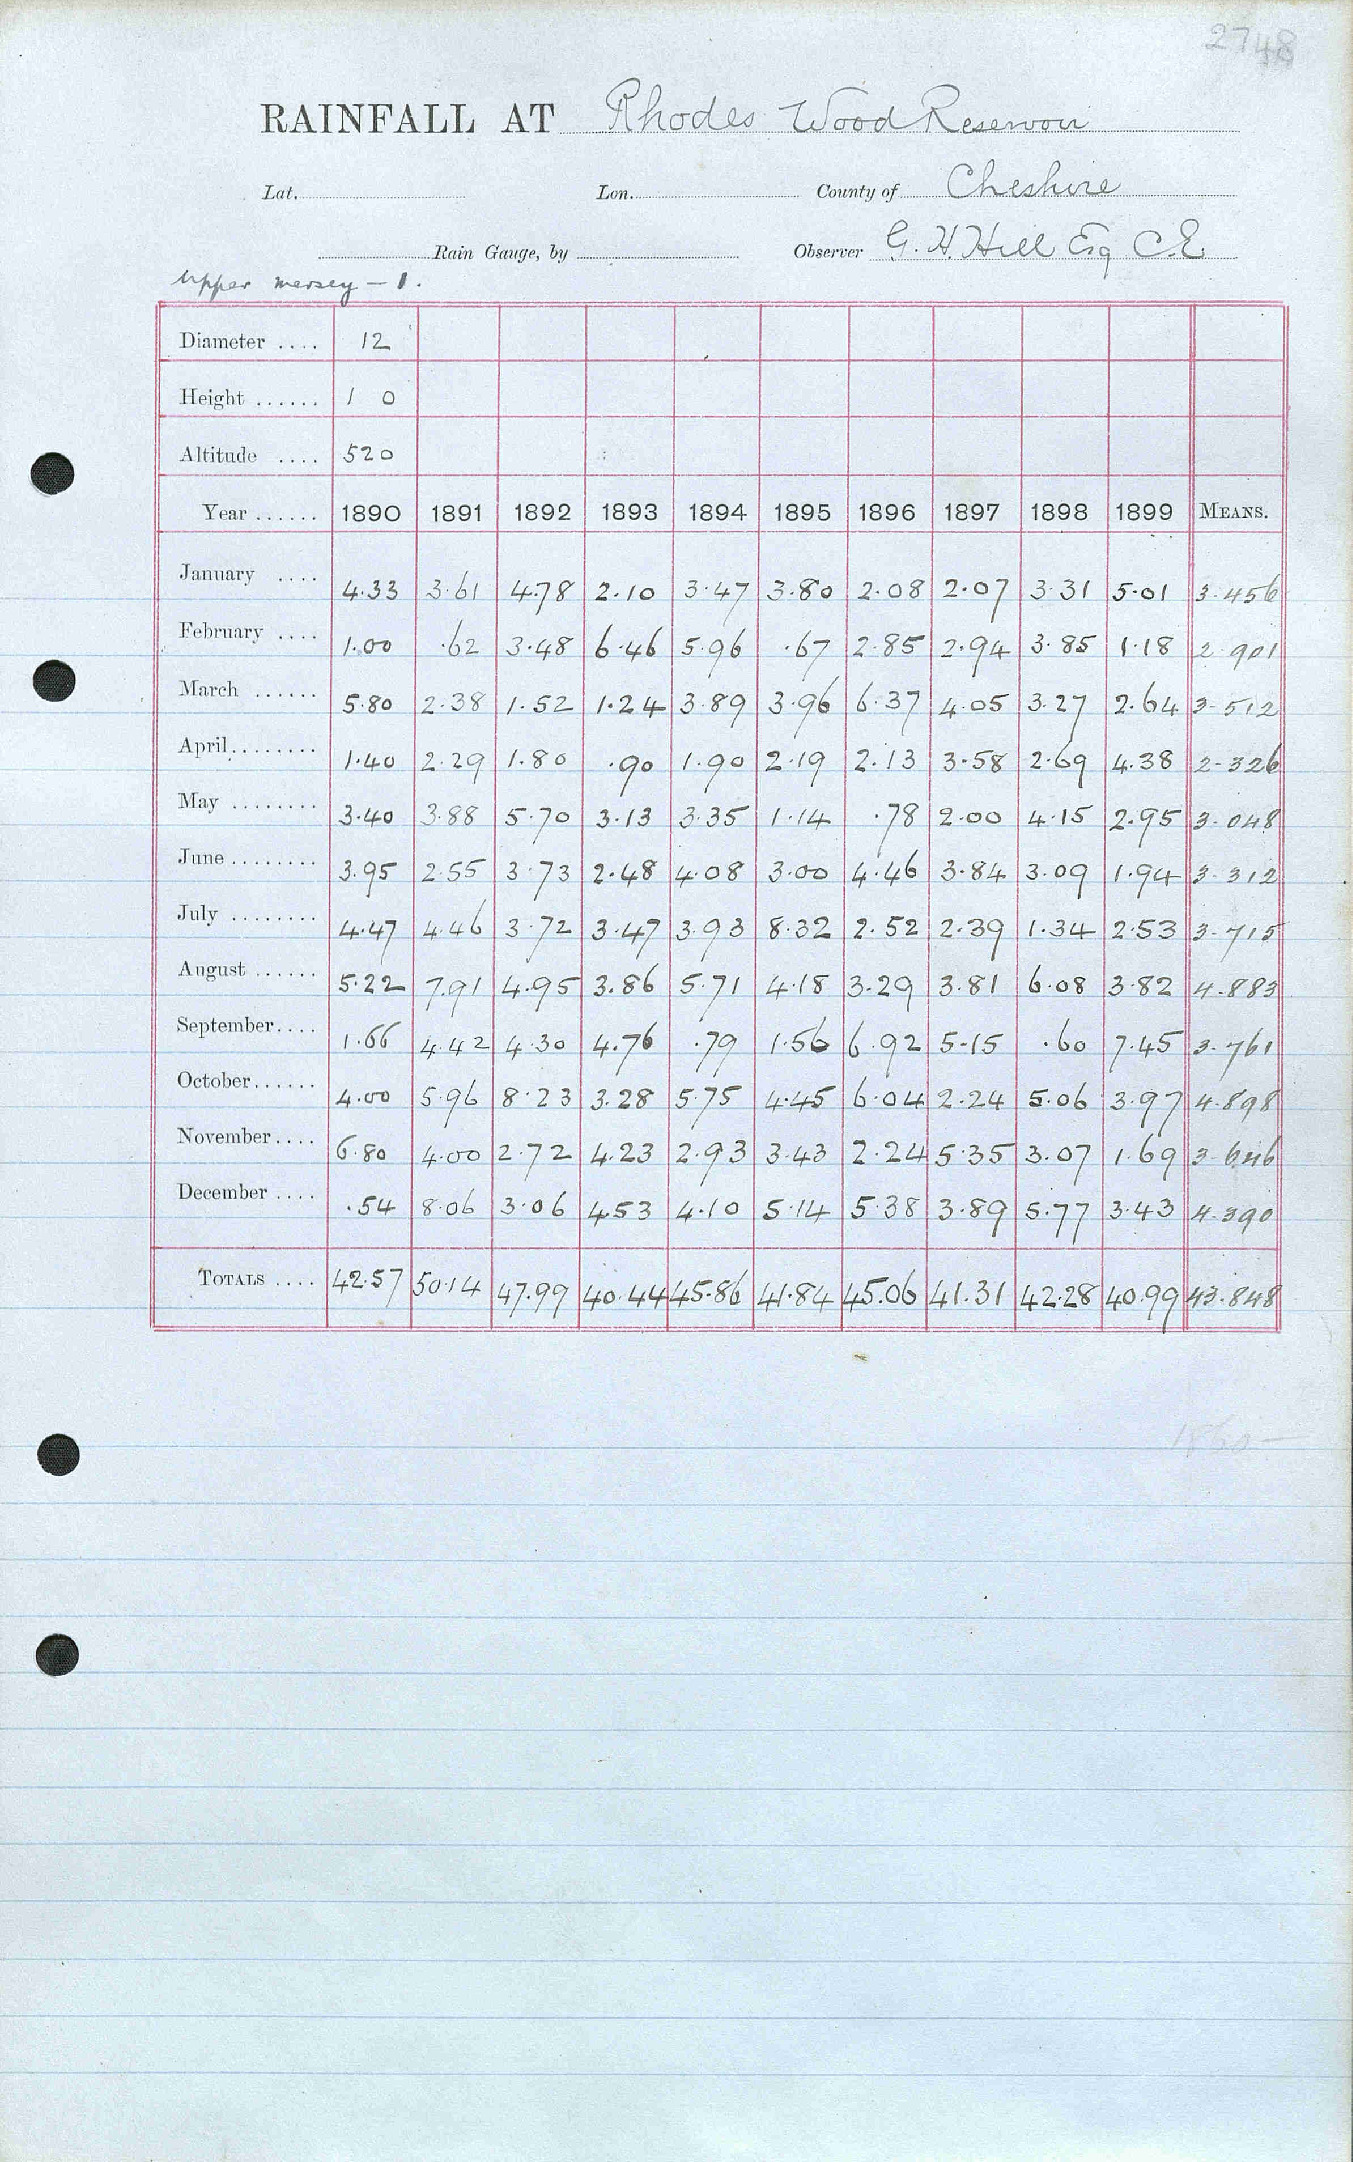 2748
RAINFALL AT Rhodes Wood Reservoir
Lat. Lon. County of Cheshire
Rain Gauge, by Observer G. H. Hill Esq C.E.
Upper Mersey — 1.
Diameter .... 12
Height ...... 1 0
Altitude .... 520
Year ...... 1890 1891 1892 1893 1894 1895 1896 1897 1898 1899 MEANS.
January .... 4.33 3.61 4.78 2.10 3.47 3.80 2.08 2.07 3.31 5.01 3.456
February .... 1.00 .62 3.48 6.46 5.96 .67 2.85 2.94 3.85 1.18 2.901
March ...... 5.80 2.38 1.52 1.24 3.89 3.96 6.37 4.05 3.27 2.64 3.512
April........ 1.40 2.29 1.80 .90 1.90 2.19 2.13 3.58 2.69 4.38 2.326
May ........ 3.40 3.88 5.70 3.13 3.35 1.14 .78 2.00 4.15 2.95 3.048
June ........ 3.95 2.55 3.73 2.48 4.08 3.00 4.46 3.84 3.09 1.94 3.312
July ........ 4.47 4.46 3.72 3.47 3.93 8.32 2.52 2.39 1.34 2.53 3.715
August ...... 5.22 7.91 4.95 3.86 5.71 4.18 3.29 3.81 6.08 3.82 4.883
September.... 1.66 4.42 4.30 4.76 .79 1.56 6.92 5.15 .60 7.45 3.761
October...... 4.00 5.96 8.23 3.28 5.75 4.45 6.04 2.24 5.06 3.97 4.898
November.... 6.80 4.00 2.72 4.23 2.93 3.43 2.24 5.35 3.07 1.69 3.646
December .... .54 8.06 3.06 4.53 4.10 5.14 5.38 3.89 5.77 3.43 4.390
TOTALS .... 42.57 50.14 47.99 40.44 45.86 41.84 45.06 41.31 42.28 40.99 43.848